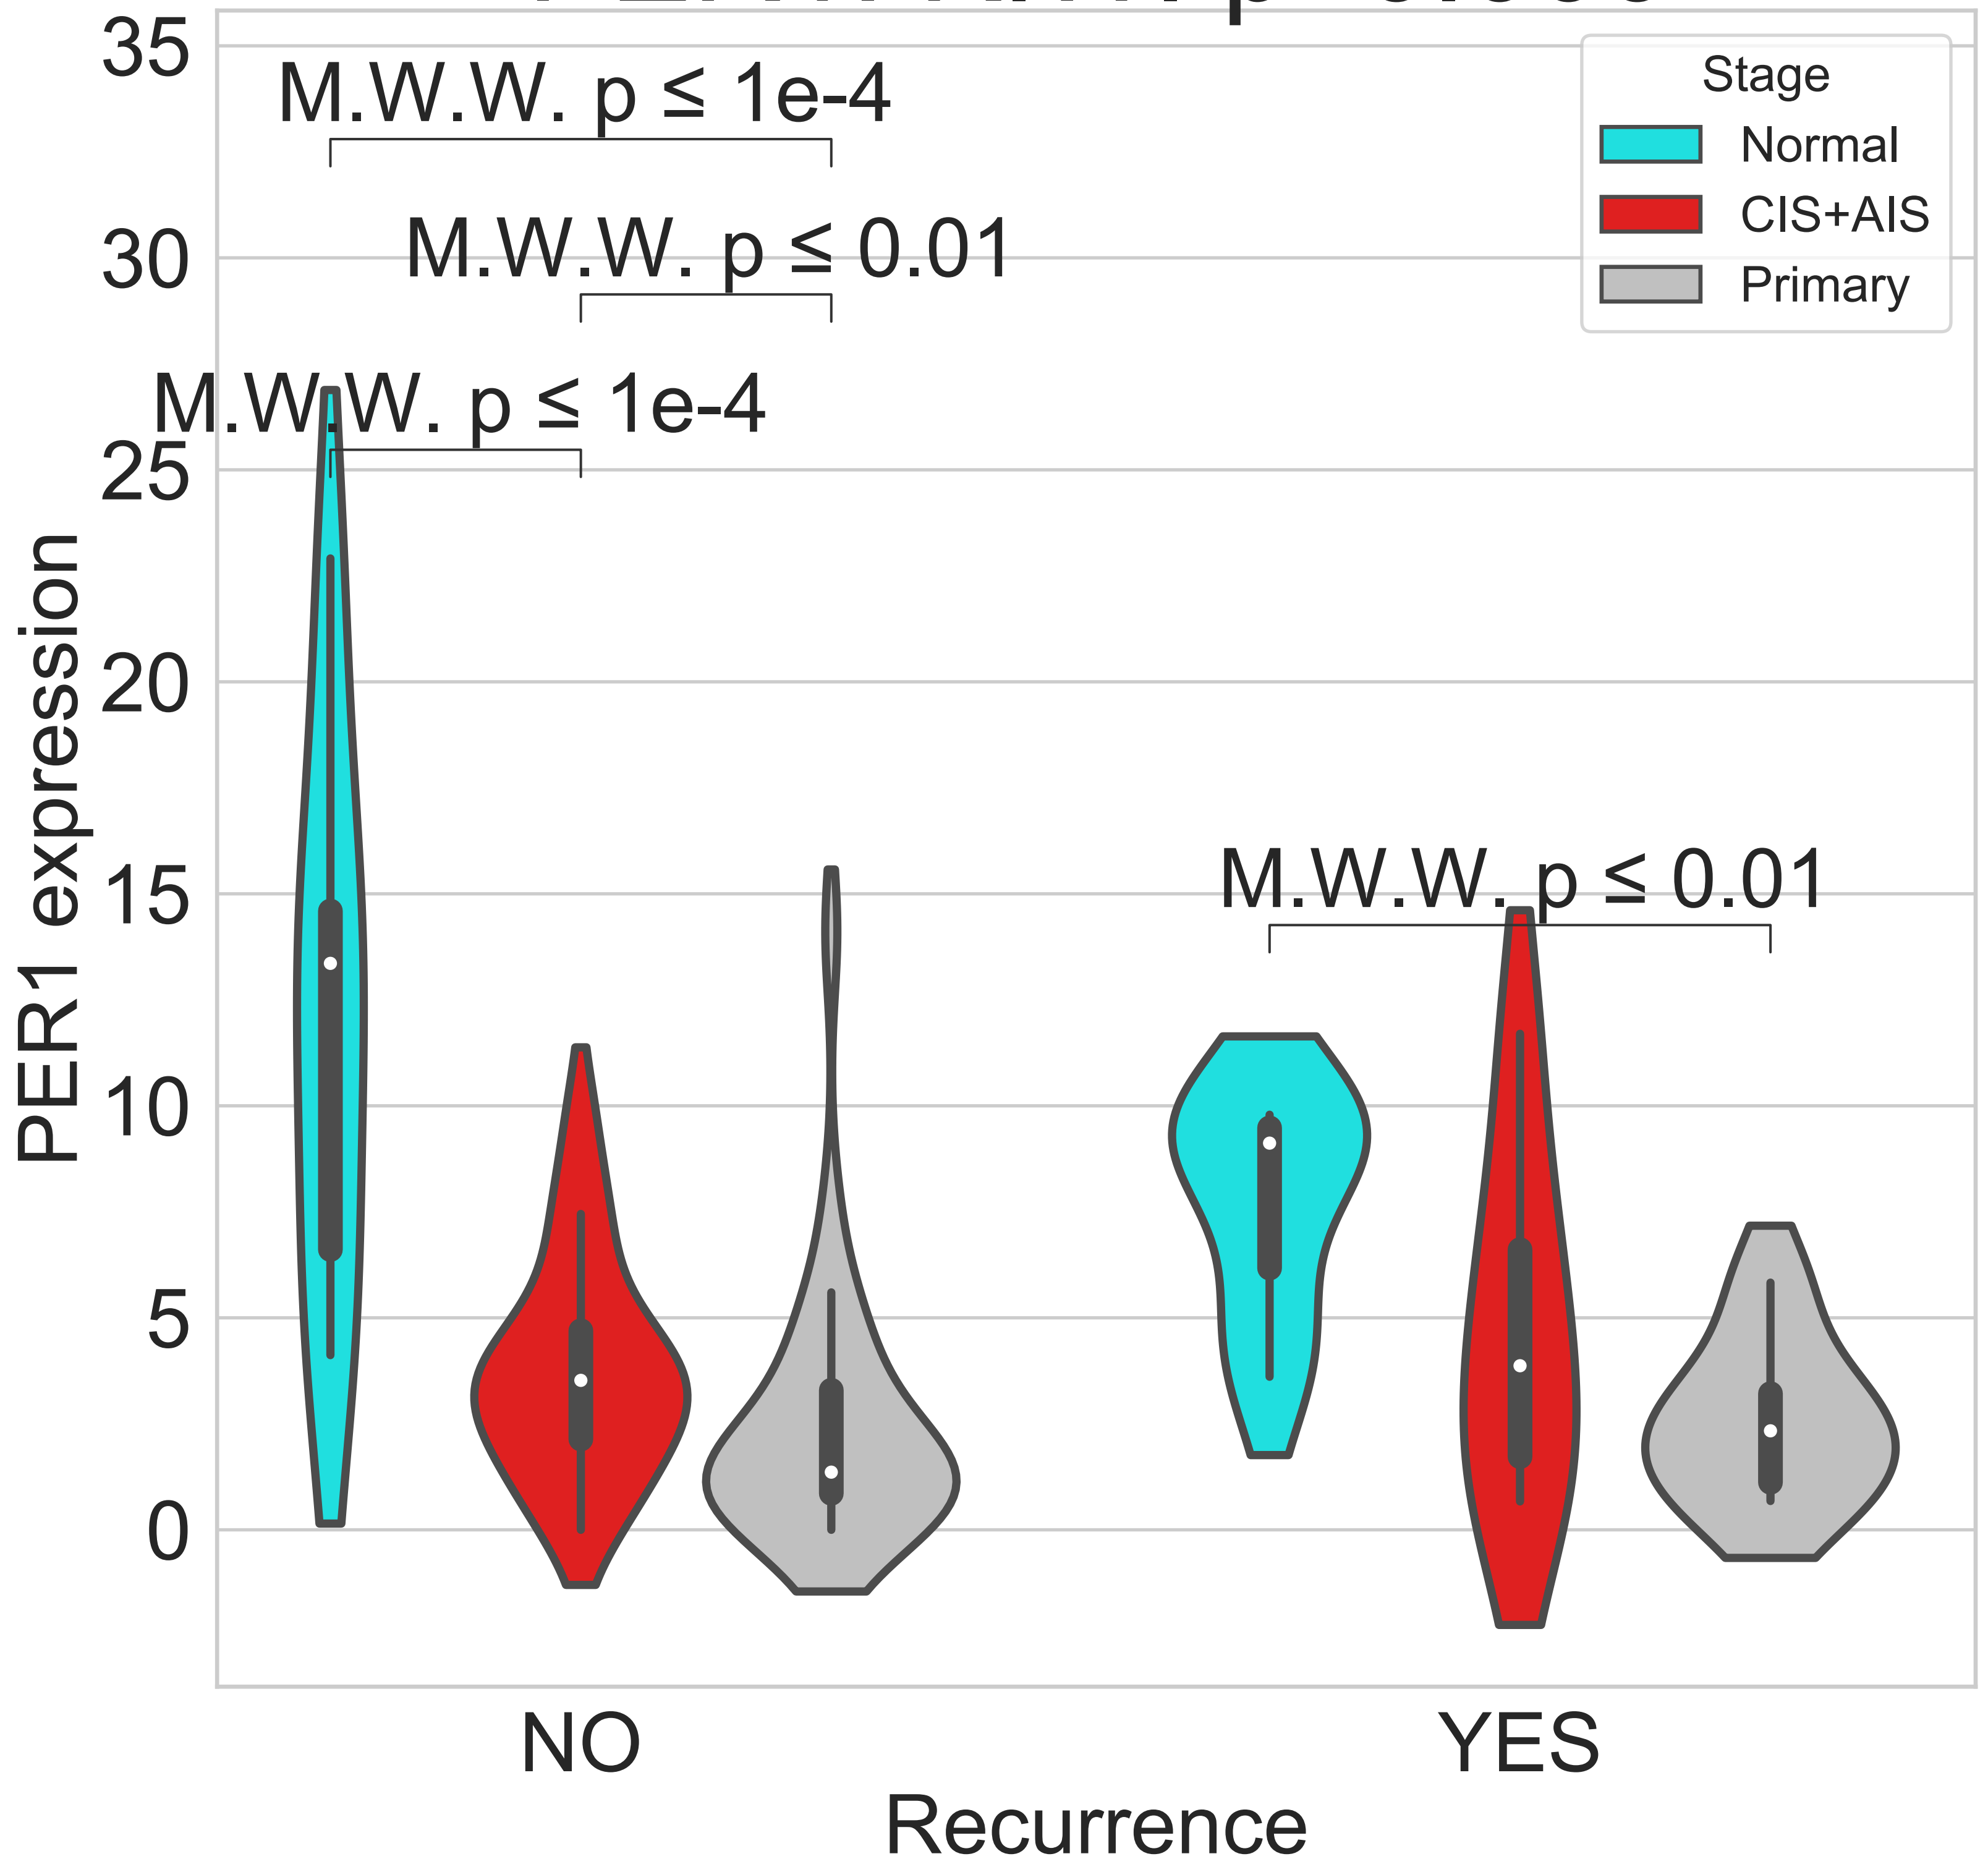 35
30
25
20
15
10
5
0
PER1 expression
M.W.W. p ≤ 1e-4
M.W.W. p ≤ 0.01
M.W.W. p ≤ 1e-4
M.W.W. p ≤ 0.01
Stage
Normal
CIS+AIS
Primary
NO
YES
Recurrence